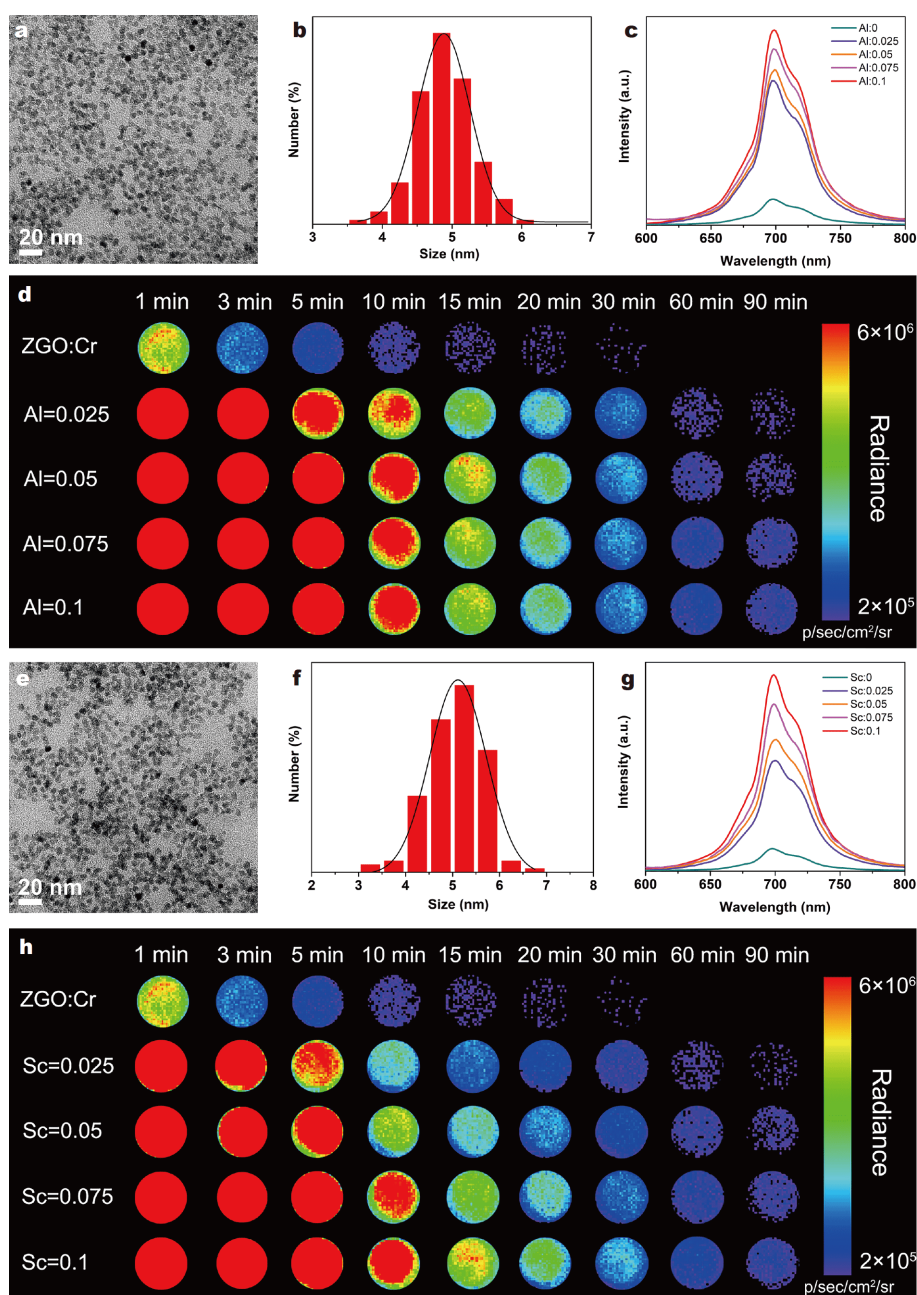 a
20 nm
b
Number (%)
3 4 5 6 7
Size (nm)
c
Intensity (a.u.)
Al:0
Al:0.025
Al:0.05
Al:0.075
Al:0.1
600 650 700 750 800
Wavelength (nm)
d
1 min 3 min 5 min 10 min 15 min 20 min 30 min 60 min 90 min
ZGO:Cr
Al=0.025
Al=0.05
Al=0.075
Al=0.1
6×10⁶
Radiance
2×10⁵
p/sec/cm²/sr
e
20 nm
f
Number (%)
2 3 4 5 6 7 8
Size (nm)
g
Intensity (a.u.)
Sc:0
Sc:0.025
Sc:0.05
Sc:0.075
Sc:0.1
600 650 700 750 800
Wavelength (nm)
h
1 min 3 min 5 min 10 min 15 min 20 min 30 min 60 min 90 min
ZGO:Cr
Sc=0.025
Sc=0.05
Sc=0.075
Sc=0.1
6×10⁶
Radiance
2×10⁵
p/sec/cm²/sr